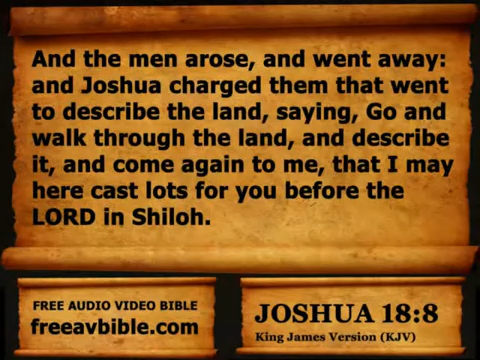 And the men arose, and went away:
and Joshua charged them that went
to describe the land, saying, Go and
walk through the land, and describe
it, and come again to me, that I may
here cast lots for you before the
LORD in Shiloh.
FREE AUDIO VIDEO BIBLE
freeavbible.com
JOSHUA 18:8
King James Version (KJV)